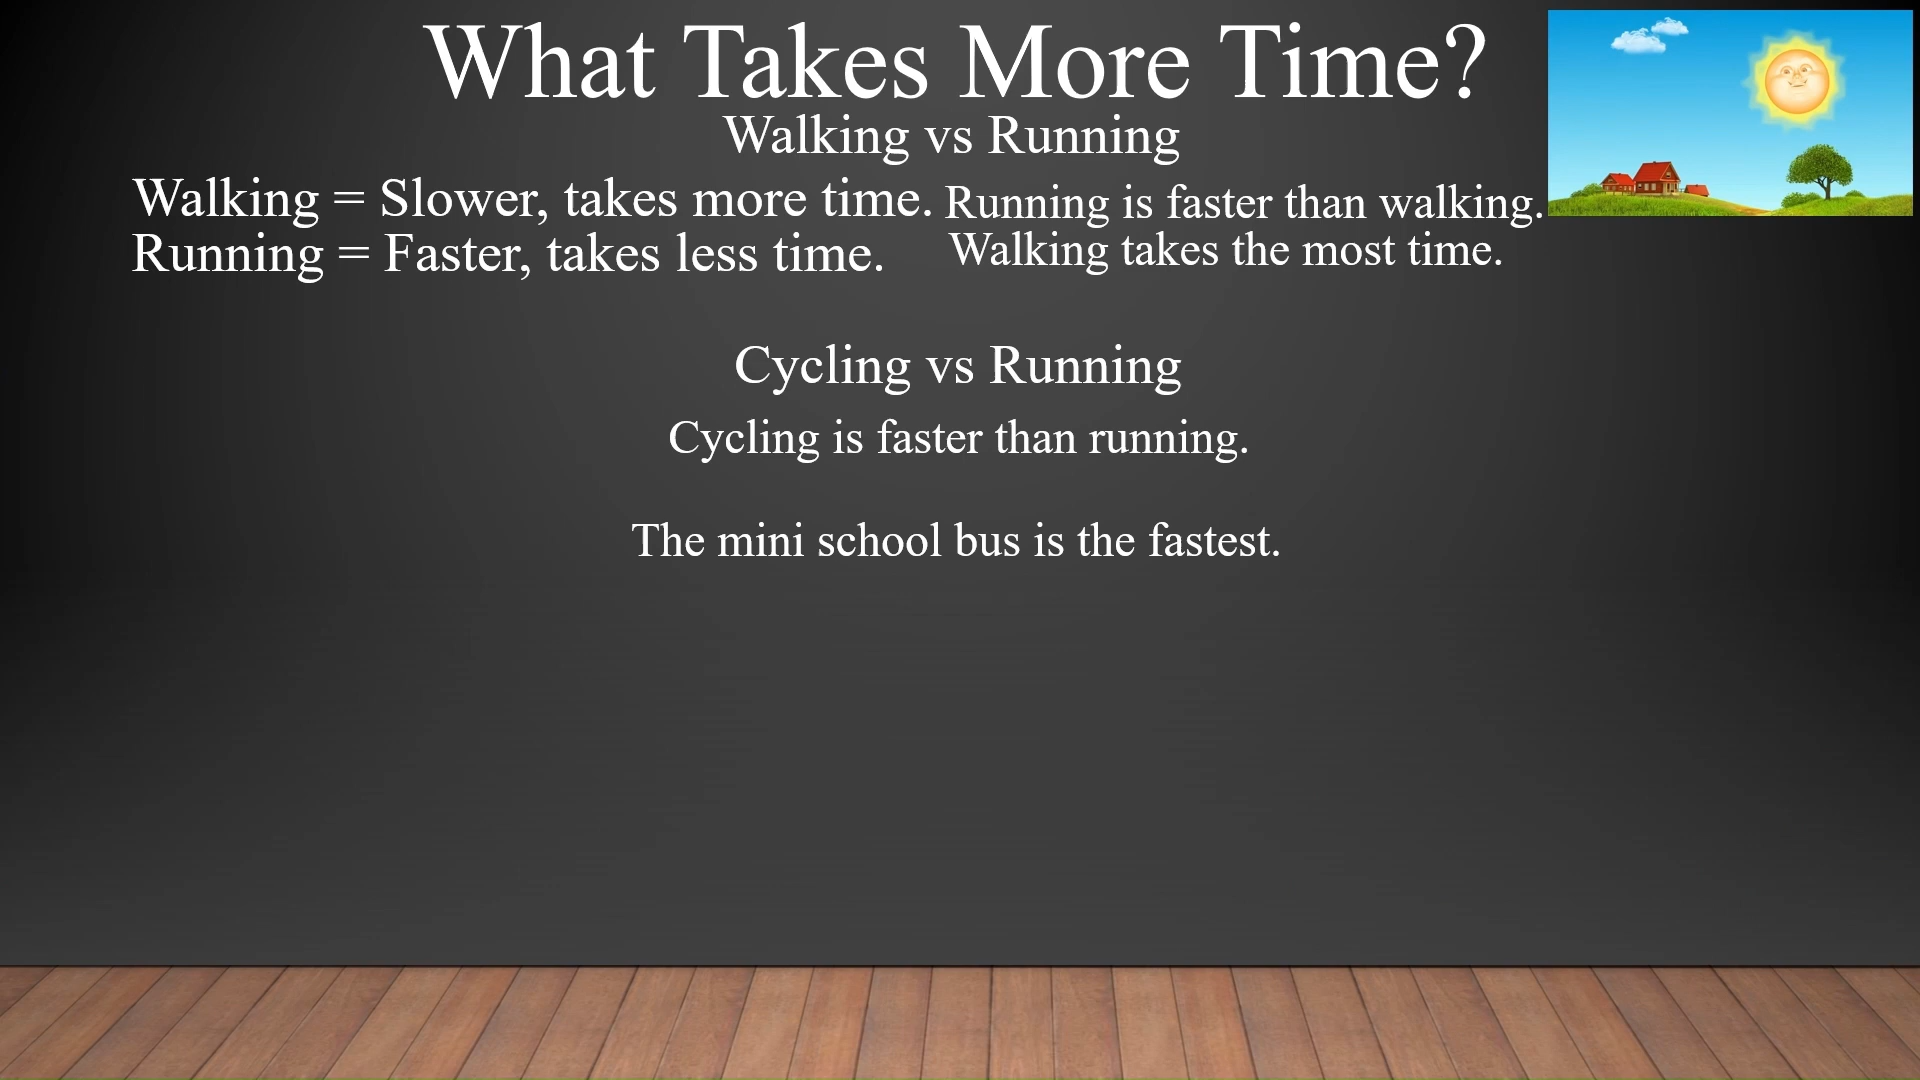 What Takes More Time?
Walking vs Running
Walking = Slower, takes more time.
Running = Faster, takes less time.
Running is faster than walking.
Walking takes the most time.
Cycling vs Running
Cycling is faster than running.
The mini school bus is the fastest.